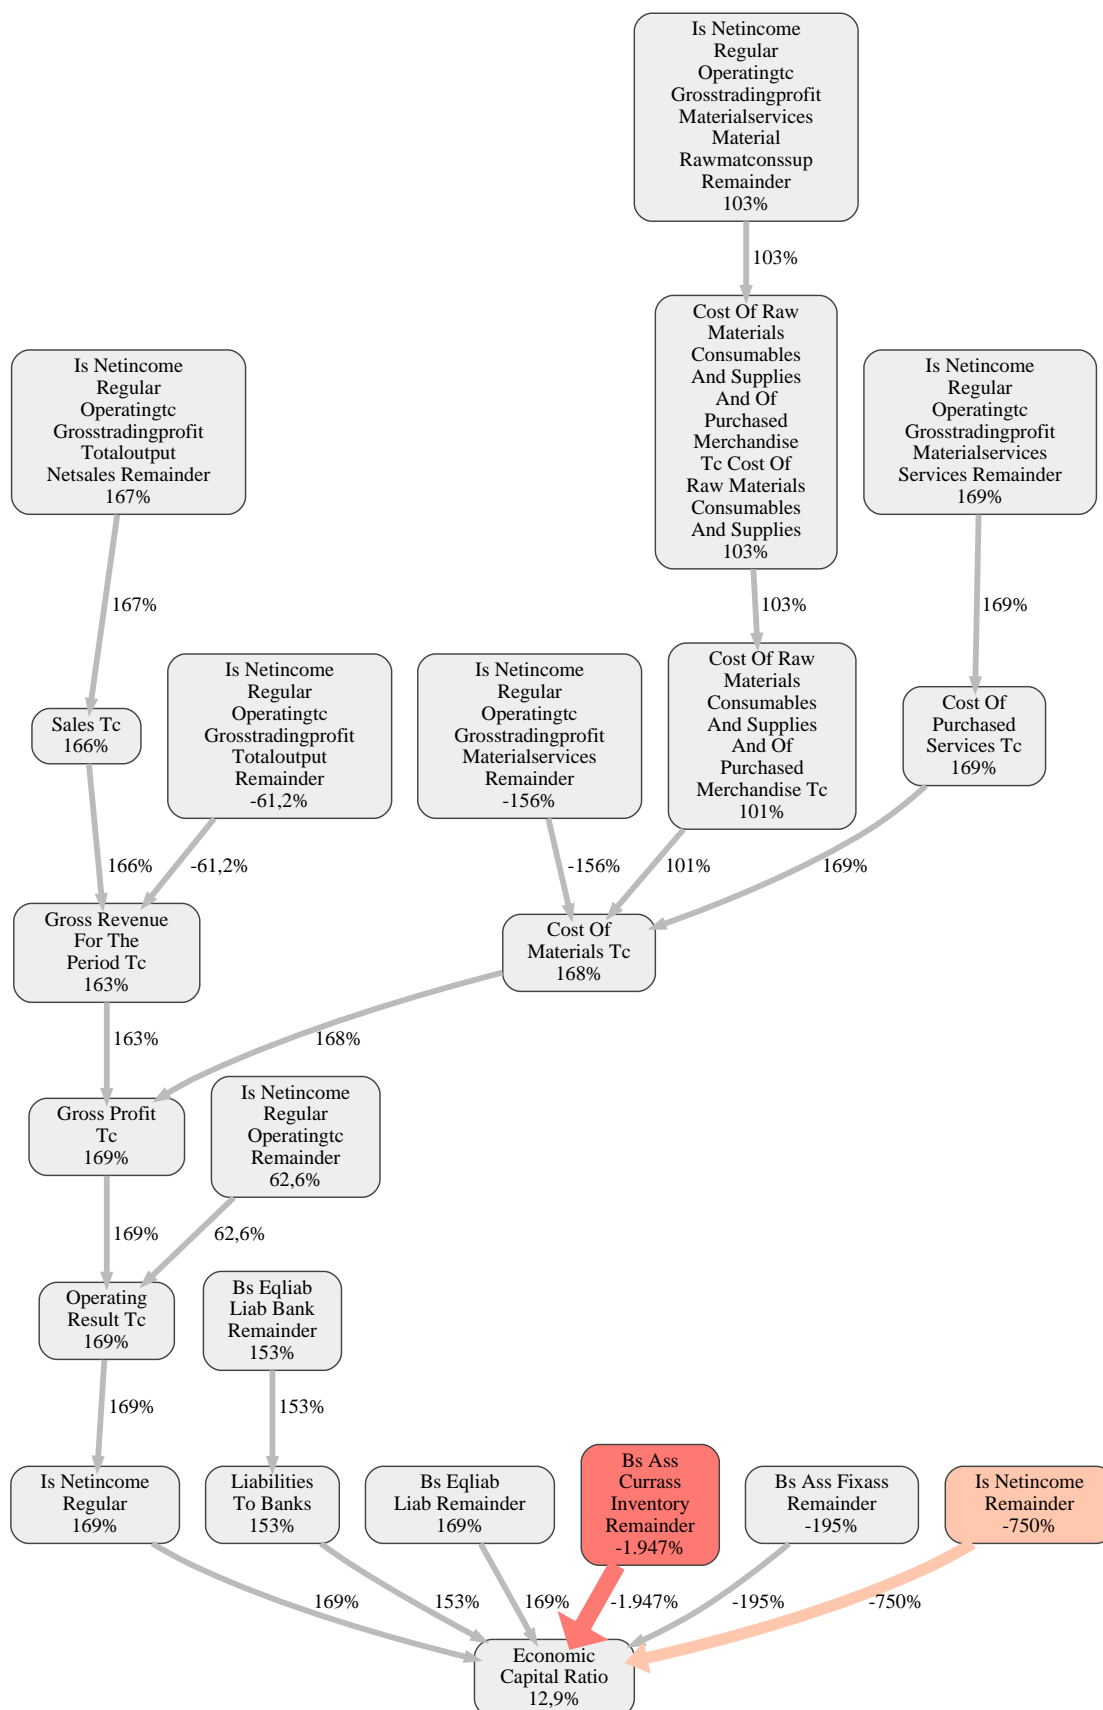 Is Netincome
Regular
Operatingtc
Grosstradingprofit
Materialservices
Material
Rawmatconssup
Remainder
103%
103%
Cost Of Raw
Materials
Consumables
And Supplies
And Of
Purchased
Merchandise
Tc Cost Of
Raw Materials
Consumables
And Supplies
103%
Is Netincome
Regular
Operatingtc
Grosstradingprofit
Totaloutput
Netsales Remainder
167%
Is Netincome
Regular
Operatingtc
Grosstradingprofit
Materialservices
Services Remainder
169%
167%
103%
169%
Sales Tc
166%
Is Netincome
Regular
Operatingtc
Grosstradingprofit
Totaloutput
Remainder
-61,2%
Is Netincome
Regular
Operatingtc
Grosstradingprofit
Materialservices
Remainder
-156%
Cost Of Raw
Materials
Consumables
And Supplies
And Of
Purchased
Merchandise Tc
101%
Cost Of
Purchased
Services Tc
169%
166%
-61,2%
-156%
101%
169%
Gross Revenue
For The
Period Tc
163%
Cost Of
Materials Tc
168%
163%
168%
Gross Profit
Tc
169%
Is Netincome
Regular
Operatingtc
Remainder
62,6%
169%
62,6%
Operating
Result Tc
169%
Bs Eqliab
Liab Bank
Remainder
153%
169%
153%
Is Netincome
Regular
169%
Liabilities
To Banks
153%
Bs Eqliab
Liab Remainder
169%
Bs Ass
Currass
Inventory
Remainder
-1.947%
Bs Ass Fixass
Remainder
-195%
Is Netincome
Remainder
-750%
169%
153%
169%
-1.947%
-195%
-750%
Economic
Capital Ratio
12,9%